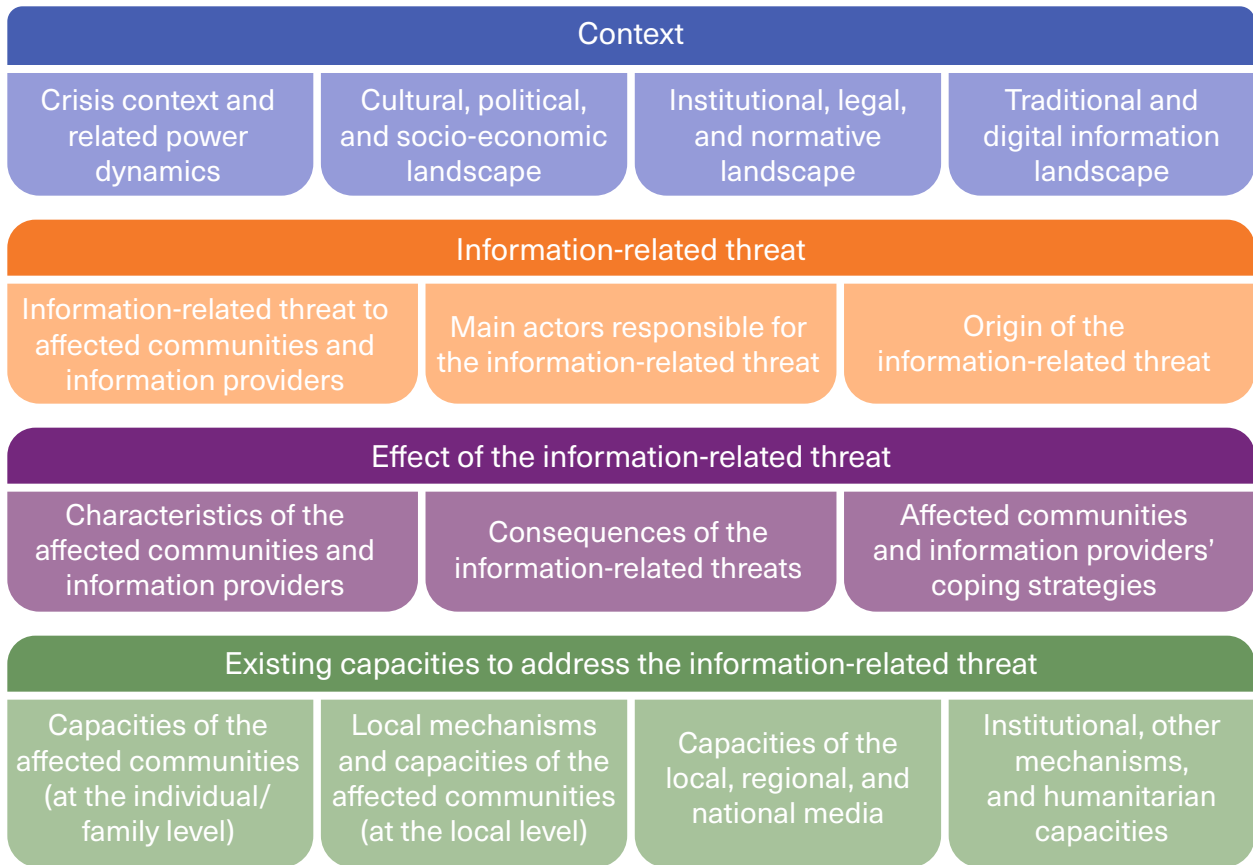 Context
Crisis context and
related power
dynamics
Cultural, political,
and socio-economic
landscape
Institutional, legal,
and normative
landscape
Traditional and
digital information
landscape
Information-related threat
Information-related threat to
affected communities and
information providers
Main actors responsible for
the information-related threat
Origin of the
information-related threat
Effect of the information-related threat
Characteristics of the
affected communities and
information providers
Consequences of the
information-related threats
Affected communities
and information providers’
coping strategies
Existing capacities to address the information-related threat
Capacities of the
affected communities
(at the individual/
family level)
Local mechanisms
and capacities of the
affected communities
(at the local level)
Capacities of the
local, regional, and
national media
Institutional, other
mechanisms,
and humanitarian
capacities